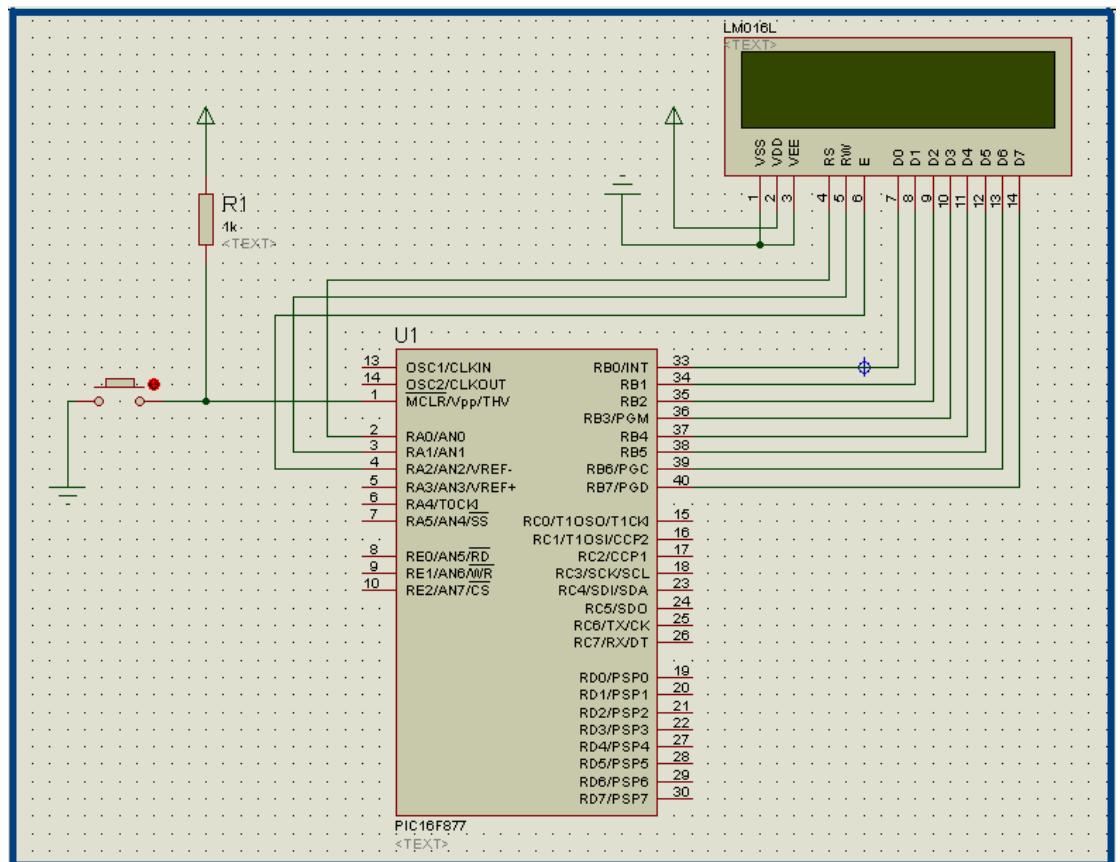 LM016L
<TEXT>
VSS
VDD
VEE
RS
RW
E
D0
D1
D2
D3
D4
D5
D6
D7
1
2
3
4
5
6
7
8
9
10
11
12
13
14
R1
1k
<TEXT>
U1
13 OSC1/CLKIN
14 OSC2/CLKOUT
1 MCLR/Vpp/THV
2 RA0/AN0
3 RA1/AN1
4 RA2/AN2/VREF-
5 RA3/AN3/VREF+
6 RA4/T0CKI
7 RA5/AN4/SS
8 RE0/AN5/RD
9 RE1/AN6/WR
10 RE2/AN7/CS
RB0/INT 33
RB1 34
RB2 35
RB3/PGM 36
RB4 37
RB5 38
RB6/PGC 39
RB7/PGD 40
RC0/T1OSO/T1CKI 15
RC1/T1OSI/CCP2 16
RC2/CCP1 17
RC3/SCK/SCL 18
RC4/SDI/SDA 23
RC5/SDO 24
RC6/TX/CK 25
RC7/RX/DT 26
RD0/PSP0 19
RD1/PSP1 20
RD2/PSP2 21
RD3/PSP3 22
RD4/PSP4 27
RD5/PSP5 28
RD6/PSP6 29
RD7/PSP7 30
PIC16F877
<TEXT>